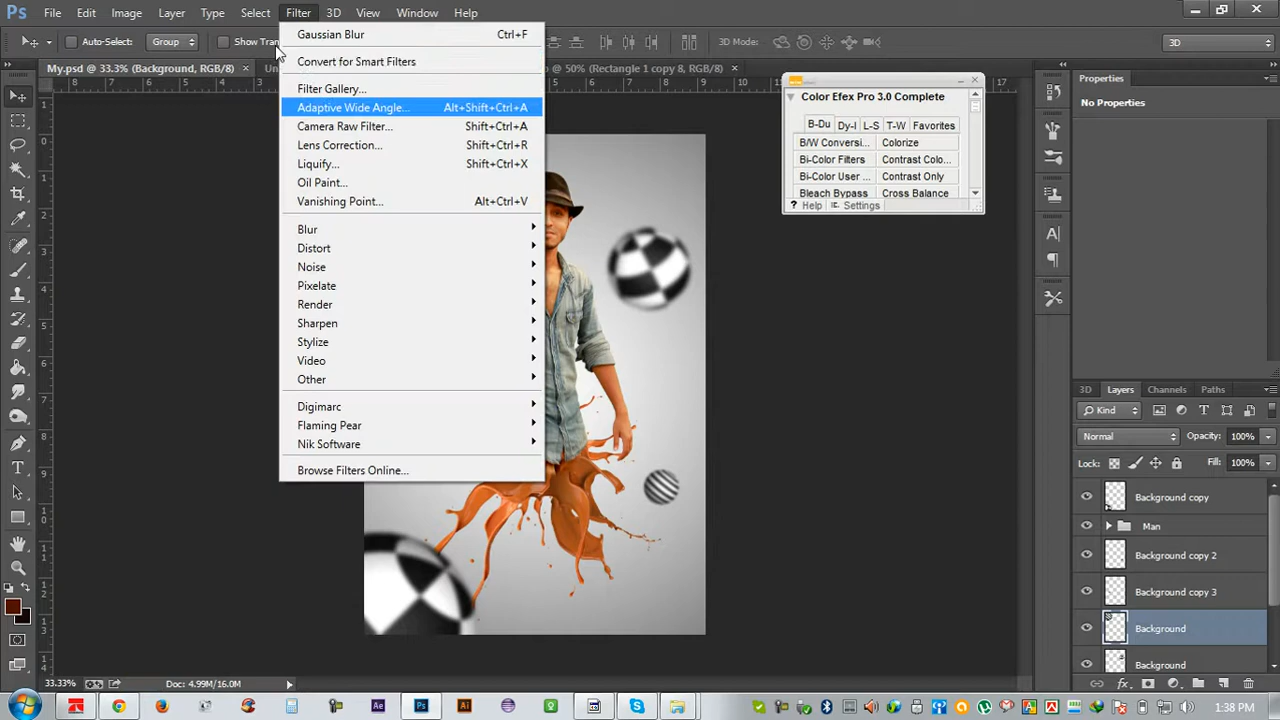 Ps File Edit Image Layer Type Select Filter 3D View Window Help
Auto-Select: Group Show Tran 3D Mode: 3D
My.psd @ 33.3% (Background, RGB/8) × Un p @ 50% (Rectangle 1 copy 8, RGB/8) ×
Gaussian Blur Ctrl+F
Convert for Smart Filters
Filter Gallery...
Adaptive Wide Angle... Alt+Shift+Ctrl+A
Camera Raw Filter... Shift+Ctrl+A
Lens Correction... Shift+Ctrl+R
Liquify... Shift+Ctrl+X
Oil Paint...
Vanishing Point... Alt+Ctrl+V
Blur
Distort
Noise
Pixelate
Render
Sharpen
Stylize
Video
Other
Digimarc
Flaming Pear
Nik Software
Browse Filters Online...
Color Efex Pro 3.0 Complete
B-Du Dy-I L-S T-W Favorites
B/W Conversi... Colorize
Bi-Color Filters Contrast Colo...
Bi-Color User ... Contrast Only
Bleach Bypass Cross Balance
? Help Settings
Properties
No Properties
3D Layers Channels Paths
Kind
Normal Opacity: 100%
Fill: 100%
Background copy
Man
Background copy 2
Background copy 3
Background
Background
33.33% Doc: 4.99M/16.0M
1:38 PM